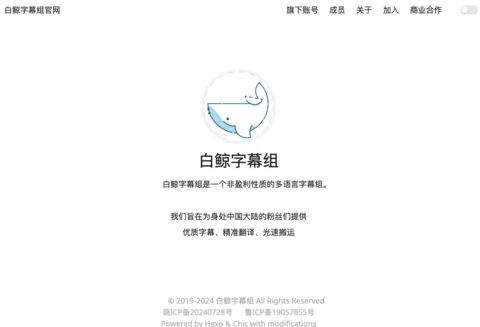 白鲸字幕组官网
旗下账号 成员 关于 加入 商业合作
白鲸字幕组
白鲸字幕组是一个非盈利性质的多语言字幕组。
我们旨在为身处中国大陆的粉丝们提供
优质字幕、精准翻译、光速搬运
© 2019-2024 白鲸字幕组 All Rights Reserved
萌ICP备20240728号 鲁ICP备19057855号
Powered by Hexo & Chic with modifications